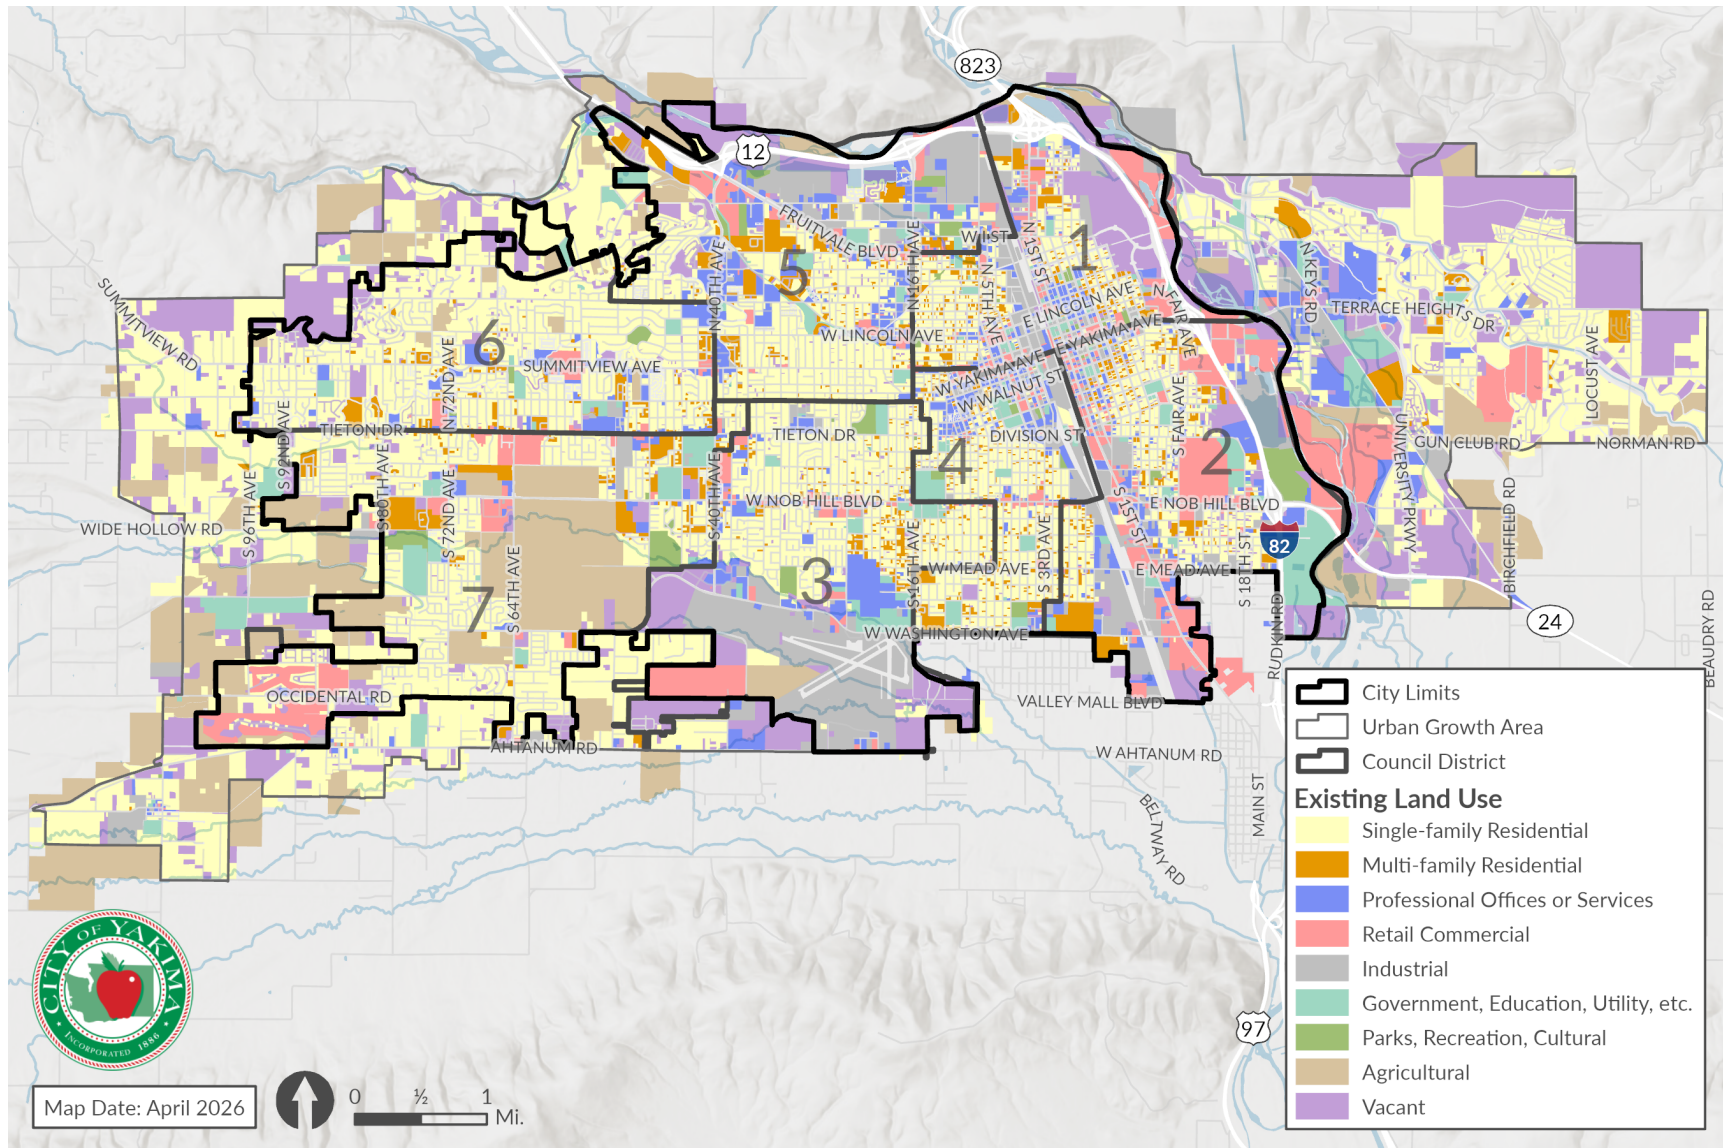 823
12
FRUITVALE BLVD
W I ST
N 1ST ST
1
5
N 40TH AVE
N 16TH AVE
N 5TH AVE
N KEYS RD
SUMMITVIEW RD
E LINCOLN AVE
N FAIR AVE
TERRACE HEIGHTS DR
6
W LINCOLN AVE
E YAKIMA AVE
N 72ND AVE
SUMMITVIEW AVE
W YAKIMA AVE
W WALNUT ST
LOCUST AVE
S 92ND AVE
TIETON DR
TIETON DR
DIVISION ST
S FAIR AVE
2
4
GUN CLUB RD
NORMAN RD
UNIVERSITY PKWY
S 96TH AVE
S 80TH AVE
S 72ND AVE
S 40TH AVE
W NOB HILL BLVD
S 1ST ST
E NOB HILL BLVD
WIDE HOLLOW RD
S 64TH AVE
S 16TH AVE
S 3RD AVE
82
S 18TH ST
BIRCHFIELD RD
7
3
W MEAD AVE
E MEAD AVE
W WASHINGTON AVE
RUDKIN RD
24
BEAUDRY RD
OCCIDENTAL RD
VALLEY MALL BLVD
AHTANUM RD
W AHTANUM RD
BELTWAY RD
MAIN ST
97
City Limits
Urban Growth Area
Council District
Existing Land Use
Single-family Residential
Multi-family Residential
Professional Offices or Services
Retail Commercial
Industrial
Government, Education, Utility, etc.
Parks, Recreation, Cultural
Agricultural
Vacant
CITY OF YAKIMA
INCORPORATED 1886
Map Date: April 2026
0 ½ 1
Mi.